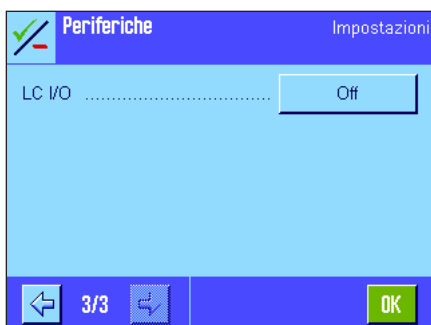 Periferiche
Impostazioni
LC I/O .................................. Off
3/3
OK